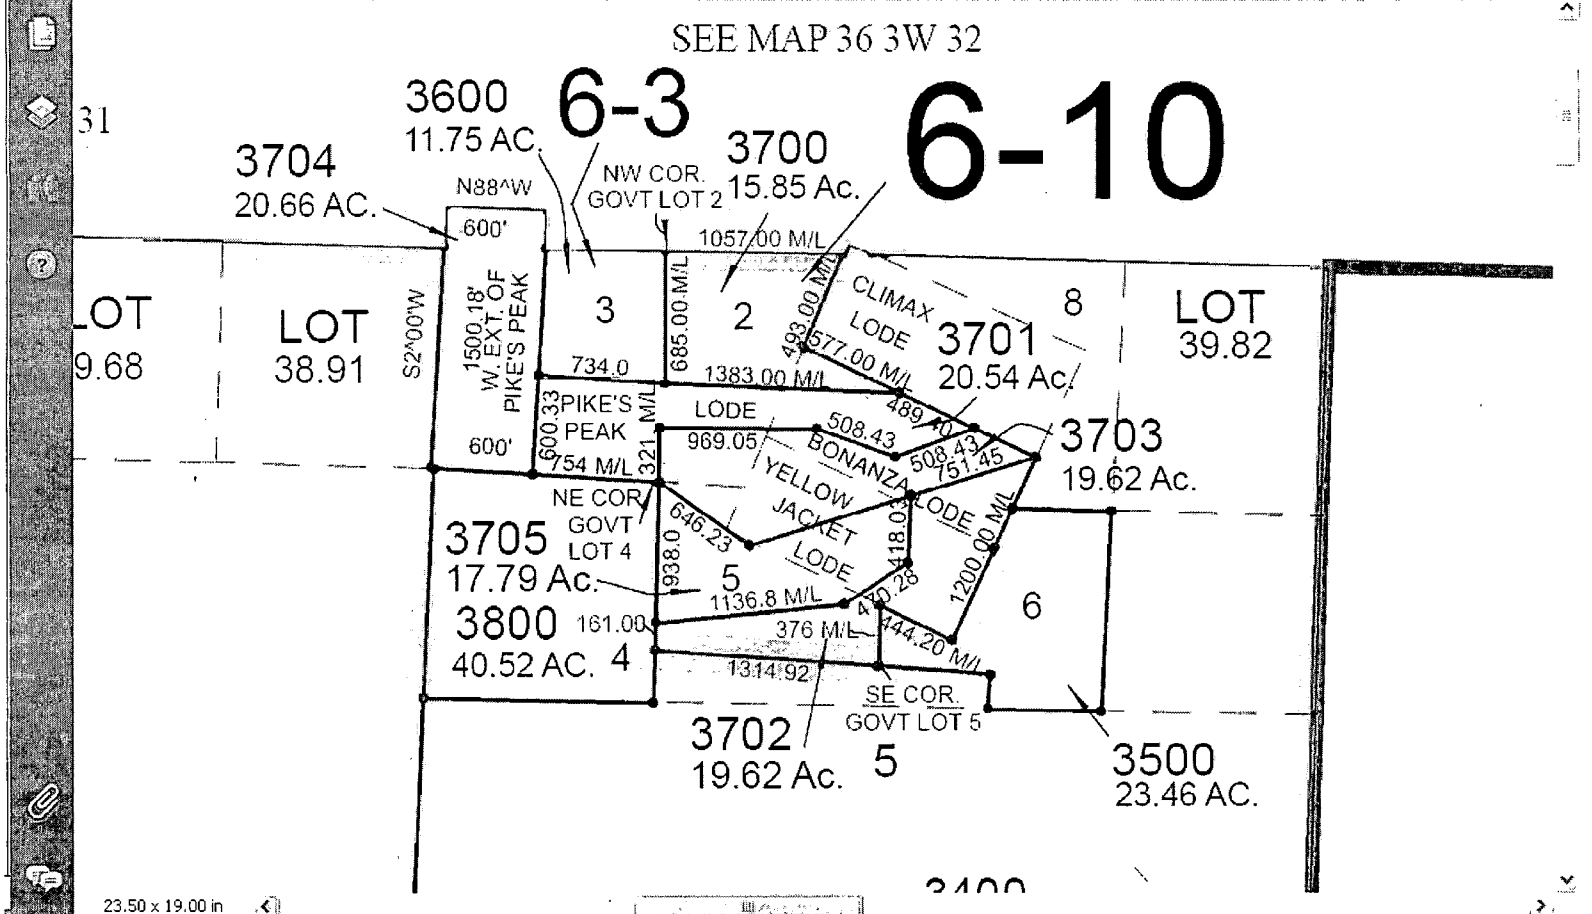 SEE MAP 36 3W 32
31
3600
11.75 AC.
6-3
6-10
3704
20.66 AC.
N88^W
NW COR.
GOVT LOT 2
3700
15.85 Ac.
600'
1057.00 M/L
S2^00'W
1500.18'
W. EXT. OF
PIKE'S PEAK
3
685.00 M/L
2
493.00 M/L
CLIMAX
LODE
8
LOT
39.82
LOT
9.68
LOT
38.91
577.00 M/L
3701
20.54 Ac.
734.0
1383.00 M/L
489.40
600.33
PIKE'S
PEAK
321 M/L
LODE
969.05
508.43
508.43
751.45
3703
19.62 Ac.
600'
754 M/L
BONANZA
LODE
YELLOW
JACKET
LODE
NE COR
GOVT
LOT 4
646.23
418.03
1200.00 M/L
3705
17.79 Ac.
938.0
5
1136.8 M/L
470.28
6
3800
40.52 AC.
161.00
4
376 M/L
444.20 M/L
1314.92
SE COR.
GOVT LOT 5
3702
19.62 Ac.
5
3500
23.46 AC.
3400
23.50 x 19.00 in